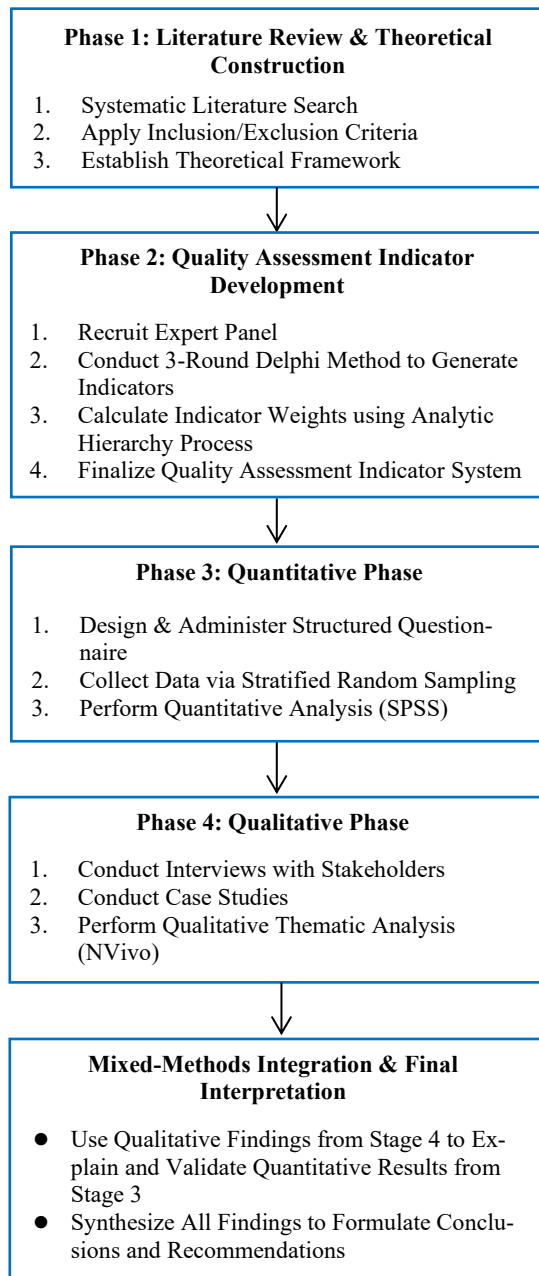 Phase 1: Literature Review & Theoretical
Construction
1. Systematic Literature Search
2. Apply Inclusion/Exclusion Criteria
3. Establish Theoretical Framework
Phase 2: Quality Assessment Indicator
Development
1. Recruit Expert Panel
2. Conduct 3-Round Delphi Method to Generate
Indicators
3. Calculate Indicator Weights using Analytic
Hierarchy Process
4. Finalize Quality Assessment Indicator System
Phase 3: Quantitative Phase
1. Design & Administer Structured Question-
naire
2. Collect Data via Stratified Random Sampling
3. Perform Quantitative Analysis (SPSS)
Phase 4: Qualitative Phase
1. Conduct Interviews with Stakeholders
2. Conduct Case Studies
3. Perform Qualitative Thematic Analysis
(NVivo)
Mixed-Methods Integration & Final
Interpretation
● Use Qualitative Findings from Stage 4 to Ex-
plain and Validate Quantitative Results from
Stage 3
● Synthesize All Findings to Formulate Conclu-
sions and Recommendations